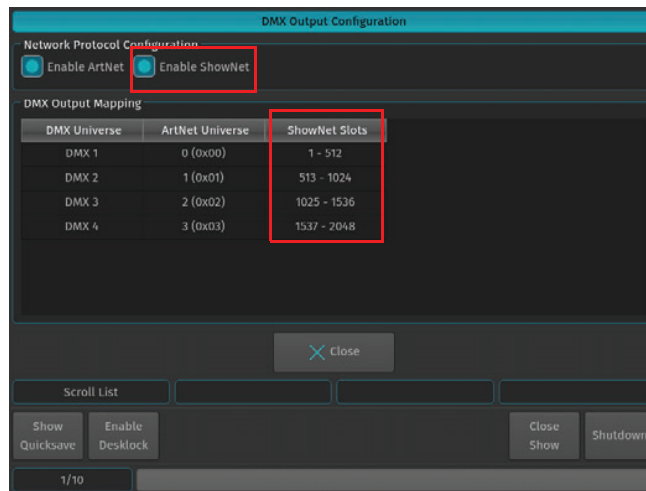 DMX Output Configuration
Network Protocol Configuration
Enable ArtNet Enable ShowNet
DMX Output Mapping
DMX Universe ArtNet Universe ShowNet Slots
DMX 1 0 (0x00) 1 - 512
DMX 2 1 (0x01) 513 - 1024
DMX 3 2 (0x02) 1025 - 1536
DMX 4 3 (0x03) 1537 - 2048
Close
Scroll List
Show Enable Close Shutdown
Quicksave Desklock Show
1/10